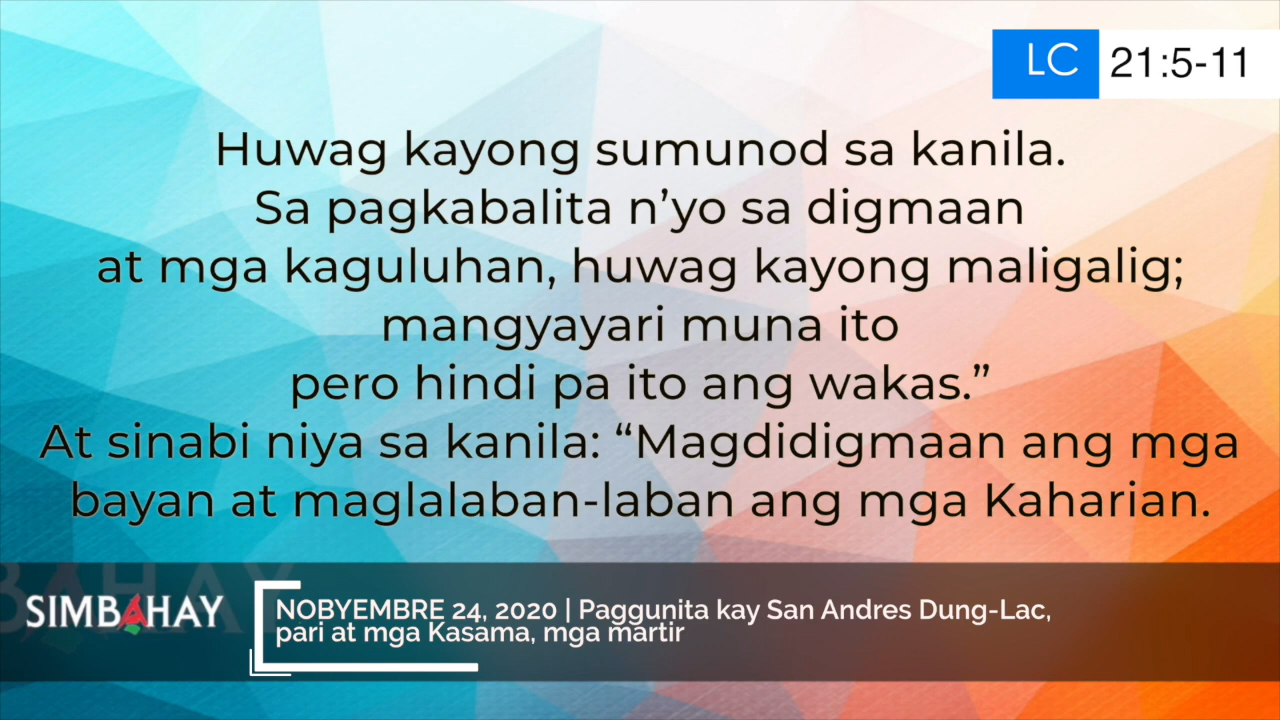 LC 21:5-11
Huwag kayong sumunod sa kanila.
Sa pagkabalita n’yo sa digmaan
at mga kaguluhan, huwag kayong maligalig;
mangyayari muna ito
pero hindi pa ito ang wakas.”
At sinabi niya sa kanila: “Magdidigmaan ang mga
bayan at maglalaban-laban ang mga Kaharian.
SIMBAHAY
NOBYEMBRE 24, 2020 | Paggunita kay San Andres Dung-Lac,
pari at mga Kasama, mga martir